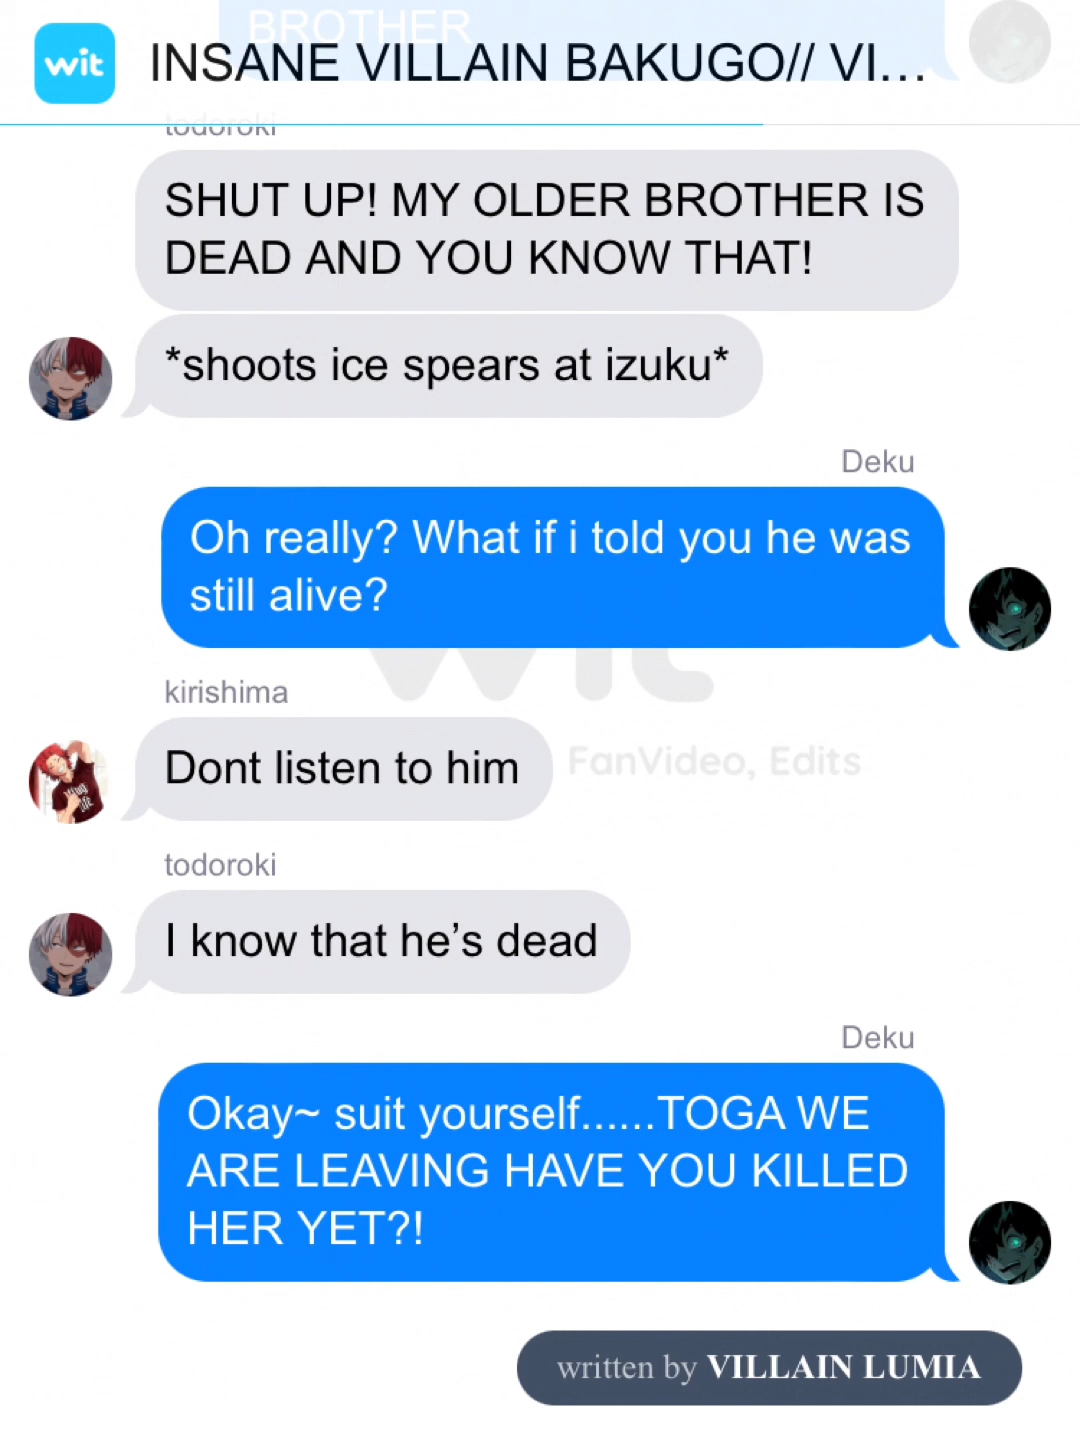 BROTHER
wit
INSANE VILLAIN BAKUGO// VI...
todoroki
SHUT UP! MY OLDER BROTHER IS
DEAD AND YOU KNOW THAT!
*shoots ice spears at izuku*
Deku
Oh really? What if i told you he was
still alive?
wit
kirishima
Dont listen to him
FanVideo, Edits
todoroki
I know that he's dead
Deku
Okay~ suit yourself......TOGA WE
ARE LEAVING HAVE YOU KILLED
HER YET?!
written by VILLAIN LUMIA